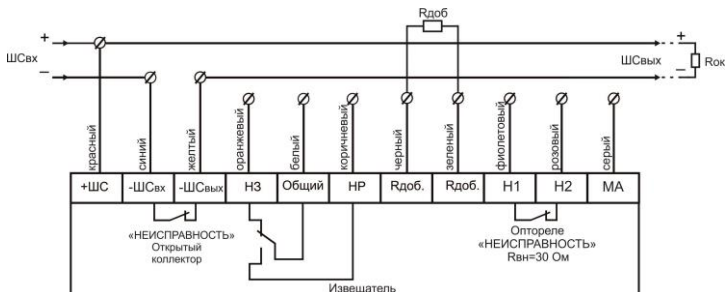 Rдоб
+
ШСвх
–
+
ШСвых
–
Rок
красный
синий
желтый
оранжевый
белый
коричневый
черный
зеленый
фиолетовый
розовый
серый
+ШС
-ШСвх
-ШСвых
НЗ
Общий
НР
Rдоб.
Rдоб.
Н1
Н2
МА
«НЕИСПРАВНОСТЬ»
Открытый
коллектор
Оптореле
«НЕИСПРАВНОСТЬ»
Rвн=30 Ом
Извещатель